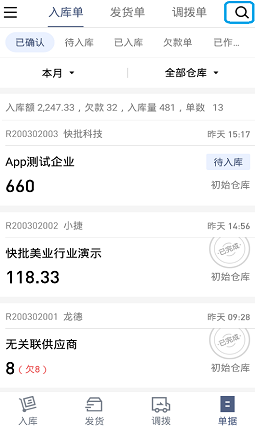 入库单 发货单 调拨单
已确认 待入库 已入库 欠款单 已作...
本月 全部仓库
入库额 2,247.33，欠款 32，入库量 481，单数 13
R200302003 快批科技 昨天 15:17
App测试企业 待入库
660 初始仓库
R200302002 小捷 昨天 14:56
快批美业行业演示 已完成
118.33 初始仓库
R200302001 龙德 昨天 09:28
无关联供应商 已完成
8（欠8） 初始仓库
入库 发货 调拨 单据